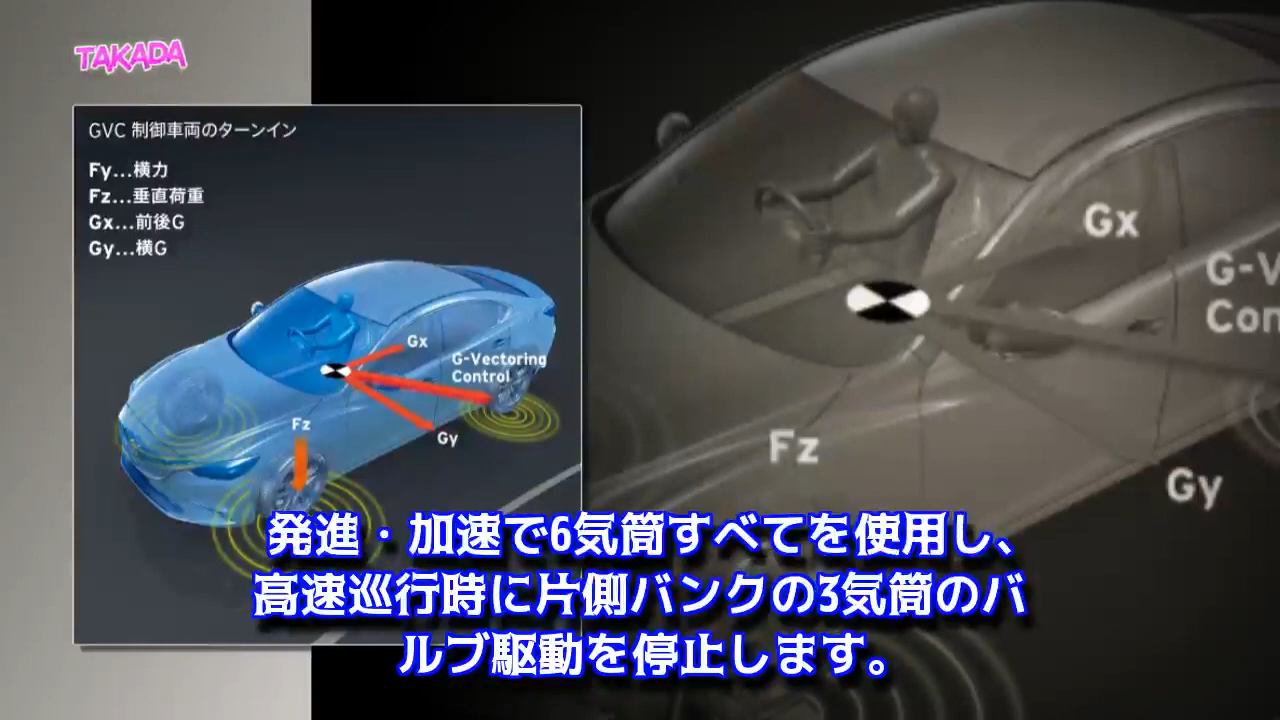 TAKADA
GVC 制御車両のターンイン
Fy...横力
Fz...垂直荷重
Gx...前後G
Gy...横G
Gx
G-Vectoring
Control
Fz
Gy
Gx
G-V
Con
Fz
Gy
発進・加速で6気筒すべてを使用し、
高速巡行時に片側バンクの3気筒のバ
ルブ駆動を停止します。